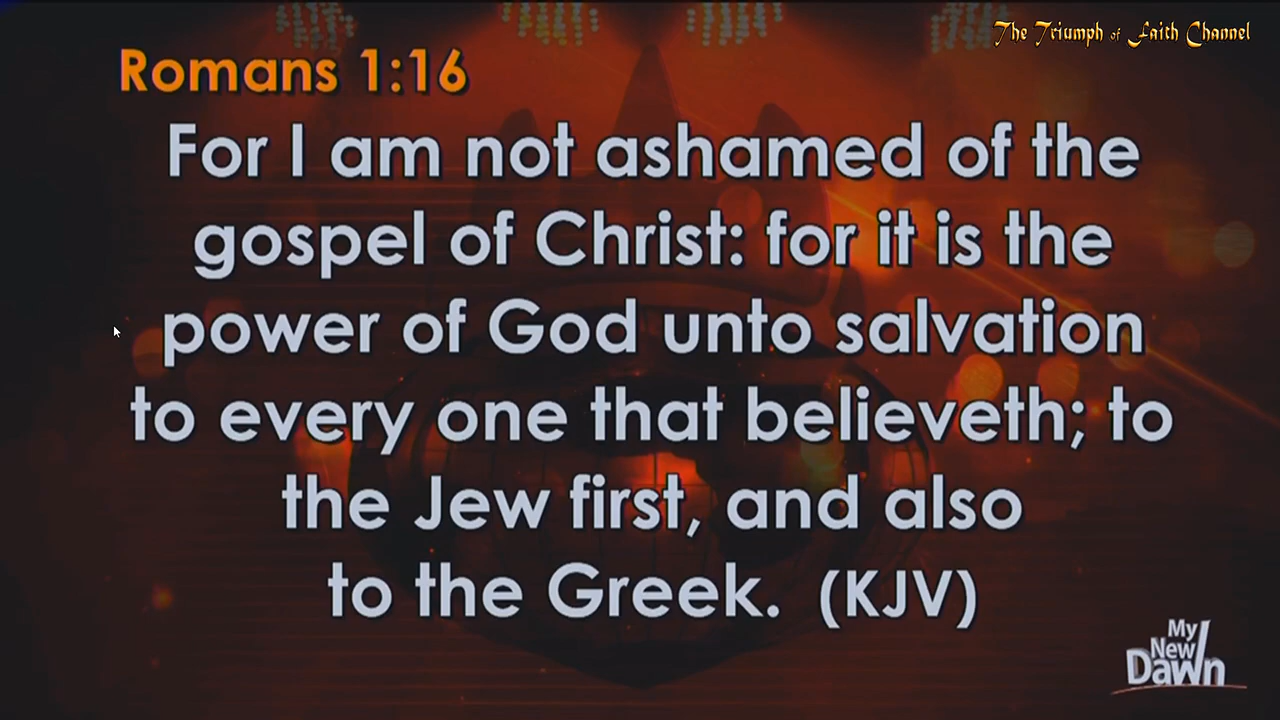 The Triumph of Faith Channel
Romans 1:16
For I am not ashamed of the
gospel of Christ: for it is the
power of God unto salvation
to every one that believeth; to
the Jew first, and also
to the Greek. (KJV)
My
New
Dawn